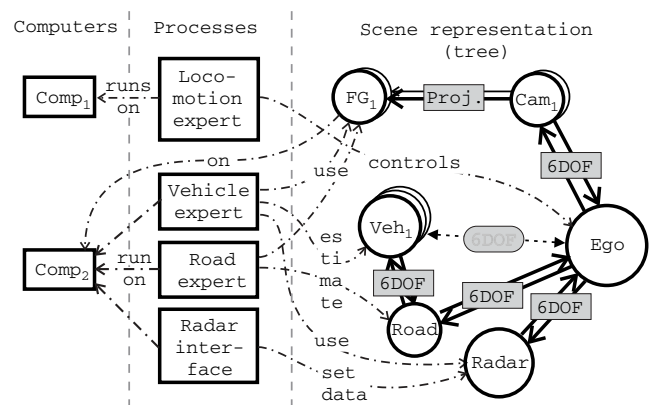 Computers
Processes
Scene representation
(tree)
Comp1
runs
on
Loco-
motion
expert
FG1
Proj.
Cam1
on
use
controls
6DOF
Vehicle
expert
Veh1
6DOF
Ego
es
ti
ma
te
Comp2
run
on
Road
expert
6DOF
6DOF
6DOF
Road
Radar
inter-
face
use
Radar
set
data